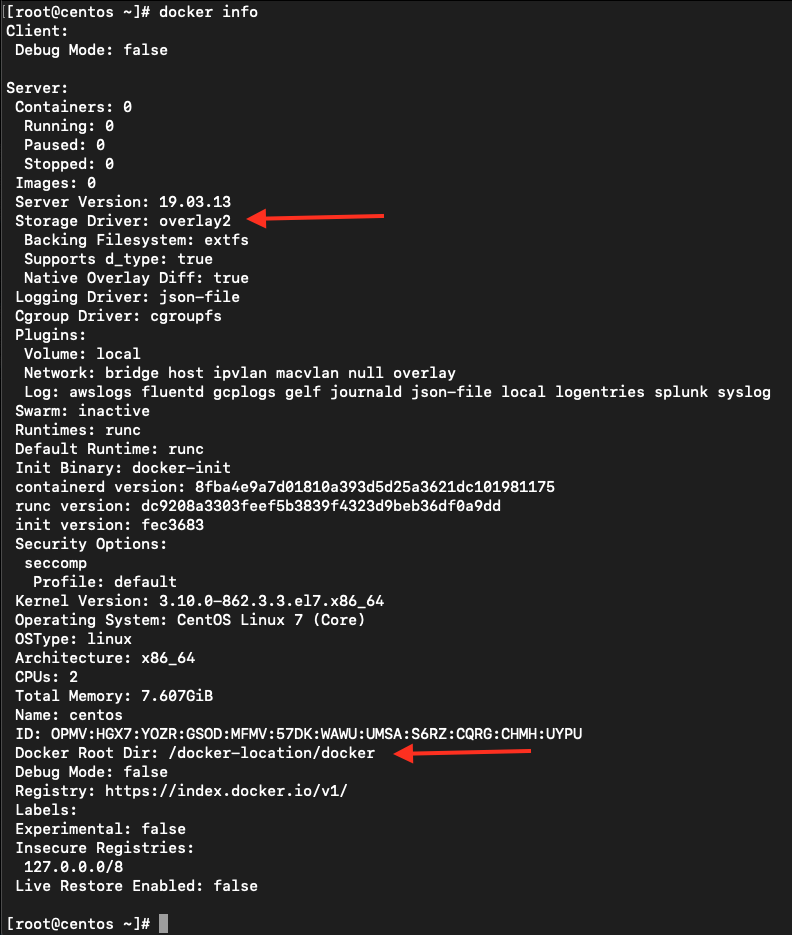 [[root@centos ~]# docker info
Client:
 Debug Mode: false

Server:
 Containers: 0
  Running: 0
  Paused: 0
  Stopped: 0
 Images: 0
 Server Version: 19.03.13
 Storage Driver: overlay2
  Backing Filesystem: extfs
  Supports d_type: true
  Native Overlay Diff: true
 Logging Driver: json-file
 Cgroup Driver: cgroupfs
 Plugins:
  Volume: local
  Network: bridge host ipvlan macvlan null overlay
  Log: awslogs fluentd gcplogs gelf journald json-file local logentries splunk syslog
 Swarm: inactive
 Runtimes: runc
 Default Runtime: runc
 Init Binary: docker-init
 containerd version: 8fba4e9a7d01810a393d5d25a3621dc101981175
 runc version: dc9208a3303feef5b3839f4323d9beb36df0a9dd
 init version: fec3683
 Security Options:
  seccomp
   Profile: default
 Kernel Version: 3.10.0-862.3.3.el7.x86_64
 Operating System: CentOS Linux 7 (Core)
 OSType: linux
 Architecture: x86_64
 CPUs: 2
 Total Memory: 7.607GiB
 Name: centos
 ID: OPMV:HGX7:YOZR:GSOD:MFMV:57DK:WAWU:UMSA:S6RZ:CQRG:CHMH:UYPU
 Docker Root Dir: /docker-location/docker
 Debug Mode: false
 Registry: https://index.docker.io/v1/
 Labels:
 Experimental: false
 Insecure Registries:
  127.0.0.0/8
 Live Restore Enabled: false

[root@centos ~]#